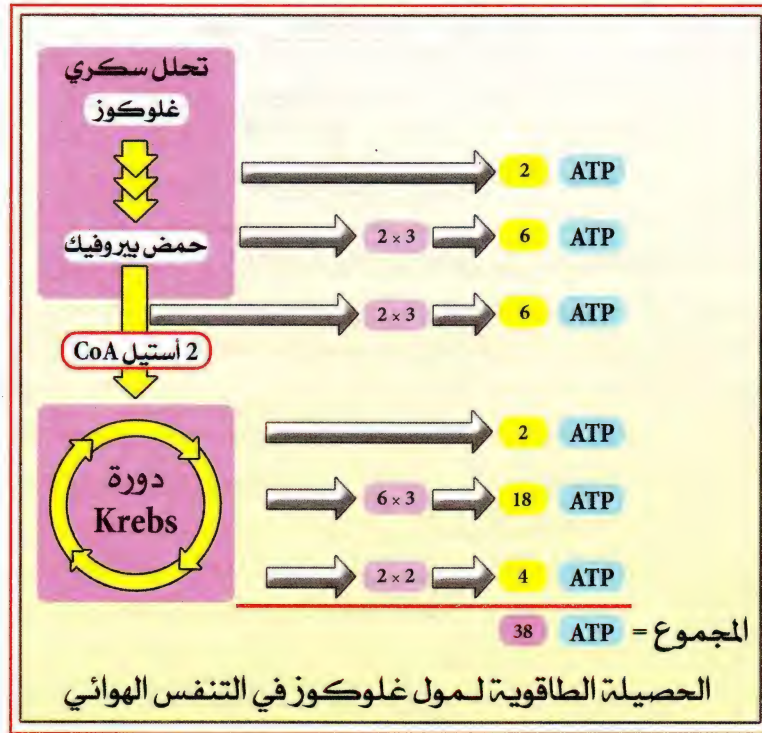 تحلل سكري
غلوكوز
2 ATP
حمض بيروفيك
2 × 3 6 ATP
2 × 3 6 ATP
2 أستيل CoA
2 ATP
دورة
Krebs
6 × 3 18 ATP
2 × 2 4 ATP
المجموع = ATP 38
الحصيلة الطاقوية لـمول غلوكوز في التنفس الهوائي